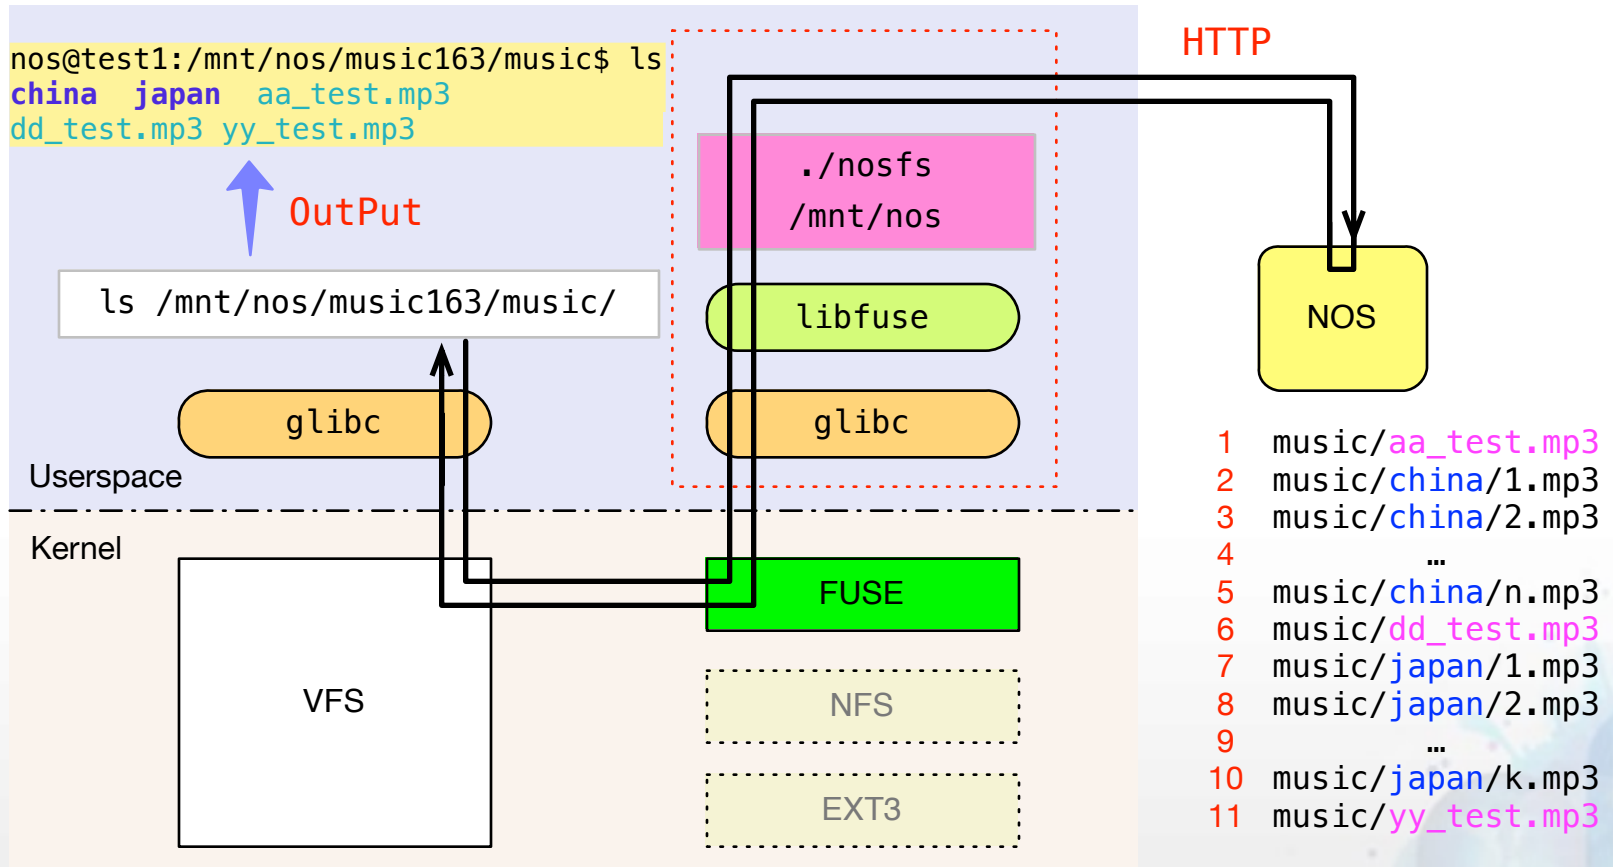 nos@test1:/mnt/nos/music163/music$ ls
china japan aa_test.mp3
dd_test.mp3 yy_test.mp3
OutPut
ls /mnt/nos/music163/music/
glibc
Userspace
./nosfs
/mnt/nos
libfuse
glibc
HTTP
NOS
Kernel
VFS
FUSE
NFS
EXT3
1 music/aa_test.mp3
2 music/china/1.mp3
3 music/china/2.mp3
4 …
5 music/china/n.mp3
6 music/dd_test.mp3
7 music/japan/1.mp3
8 music/japan/2.mp3
9 …
10 music/japan/k.mp3
11 music/yy_test.mp3